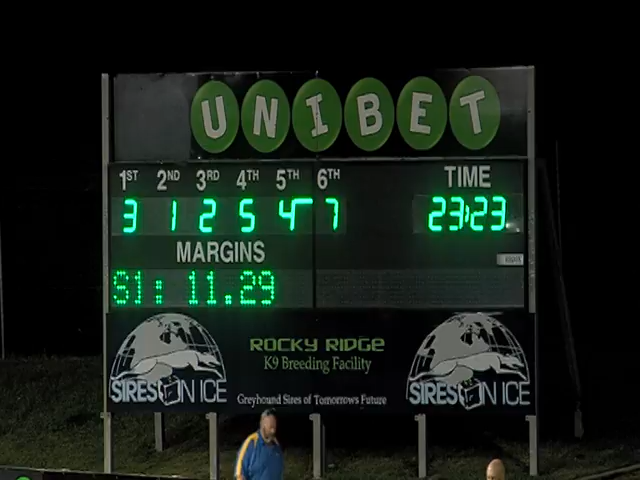 UNIBET
1ST 2ND 3RD 4TH 5TH 6TH TIME
3 1 2 5 4 7 23:23
MARGINS
S1: 11.29
ROCKY RIDGE
K9 Breeding Facility
SIRES ON ICE
Greyhound Sires of Tomorrows Future
SIRES ON ICE